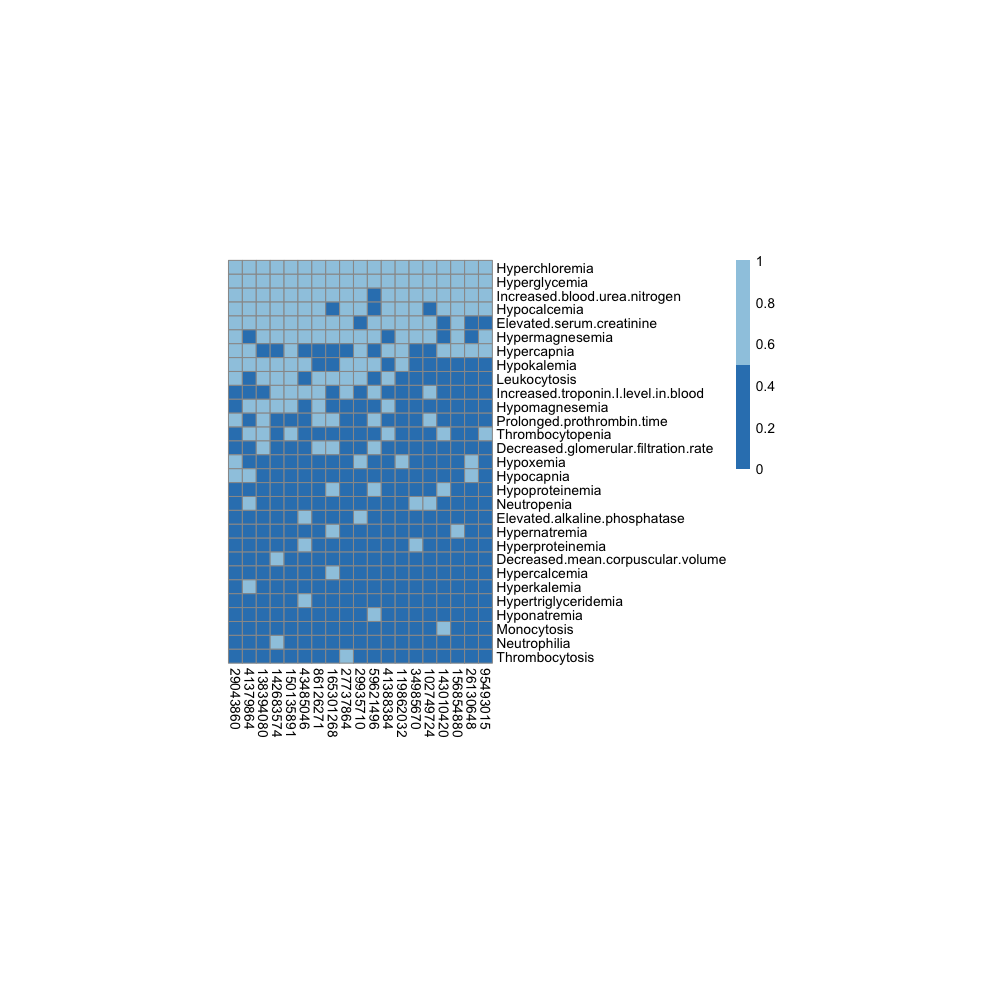 Hyperchloremia
Hyperglycemia
Increased.blood.urea.nitrogen
Hypocalcemia
Elevated.serum.creatinine
Hypermagnesemia
Hypercapnia
Hypokalemia
Leukocytosis
Increased.troponin.I.level.in.blood
Hypomagnesemia
Prolonged.prothrombin.time
Thrombocytopenia
Decreased.glomerular.filtration.rate
Hypoxemia
Hypocapnia
Hypoproteinemia
Neutropenia
Elevated.alkaline.phosphatase
Hypernatremia
Hyperproteinemia
Decreased.mean.corpuscular.volume
Hypercalcemia
Hyperkalemia
Hypertriglyceridemia
Hyponatremia
Monocytosis
Neutrophilia
Thrombocytosis
1
0.8
0.6
0.4
0.2
0
29043860
41379864
138394080
142683574
150135891
43485046
86126271
165301268
27737864
29935710
59621496
41388384
119862032
34985670
102749724
143010420
156854880
26130648
95493015